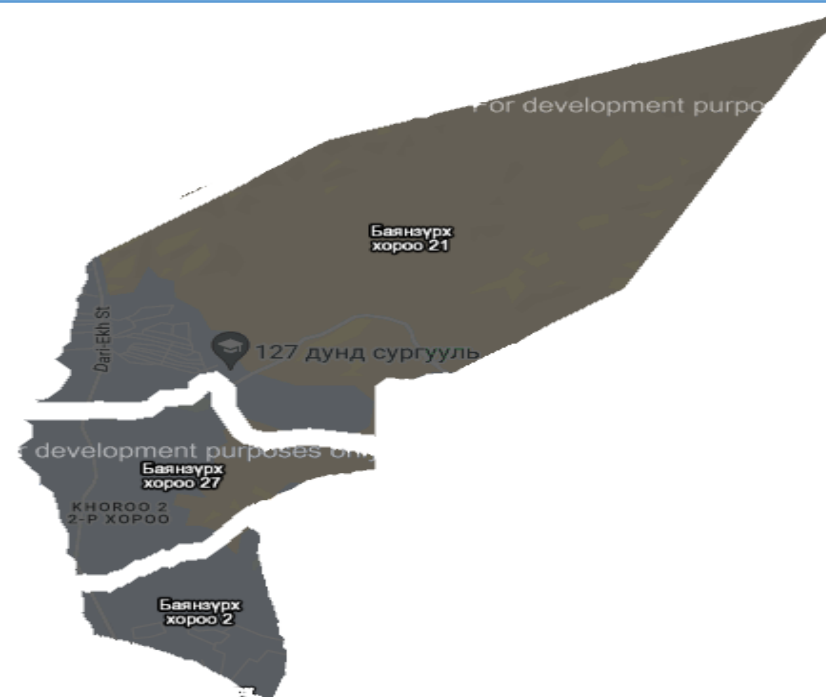 For development purpo
Баянзүрх
хороо 21
Dari-Ekh St
127 дунд сургууль
r development purposes only
Баянзүрх
хороо 27
KHOROO 2
2-Р ХОРОО
Баянзүрх
хороо 2